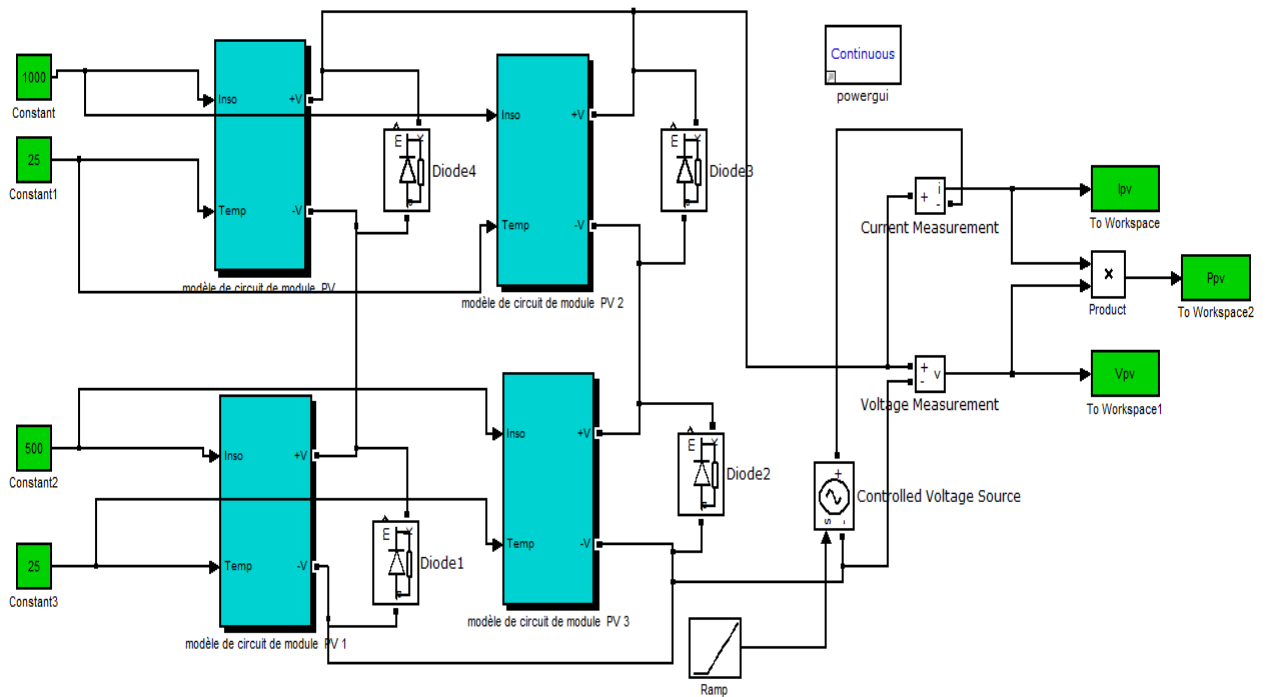 1000
Constant
25
Constant1
Inso
+V
Temp
-V
modèle de circuit de module PV
E
Diode4
Inso
+V
Temp
-V
modèle de circuit de module PV 2
E
Diode3
Continuous
powergui
+
i
-
Current Measurement
Ipv
To Workspace
×
Product
Ppv
To Workspace2
+
-
v
Voltage Measurement
Vpv
To Workspace1
500
Constant2
25
Constant3
Inso
+V
Temp
-V
modèle de circuit de module PV 1
E
Diode1
Inso
+V
Temp
-V
modèle de circuit de module PV 3
E
Diode2
+
s
-
Controlled Voltage Source
Ramp